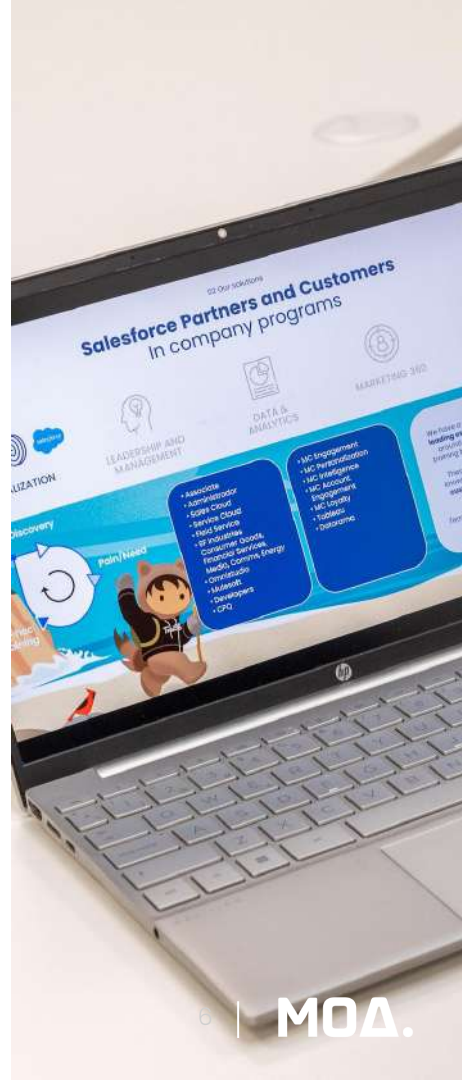 02 Our solutions
Salesforce Partners and Customers
In company programs
LIZATION
salesforce
LEADERSHIP AND
MANAGEMENT
DATA &
ANALYTICS
MARKETING 360
Discovery
Pain/Need
• Associate
• Administrador
• Sales Cloud
• Service Cloud
• Field Service
• SF Industries
Consumer Goods,
Financial Services,
Media, Comms, Energy
• Omnistudio
• Mulesoft
• Developers
• CPQ
• MC Engagement
• MC Personalization
• MC Intelligence
• MC Account
Engagement
• MC Loyalty
• Tableau
• Datorama
We have a
leading
hp
6 | MOA.